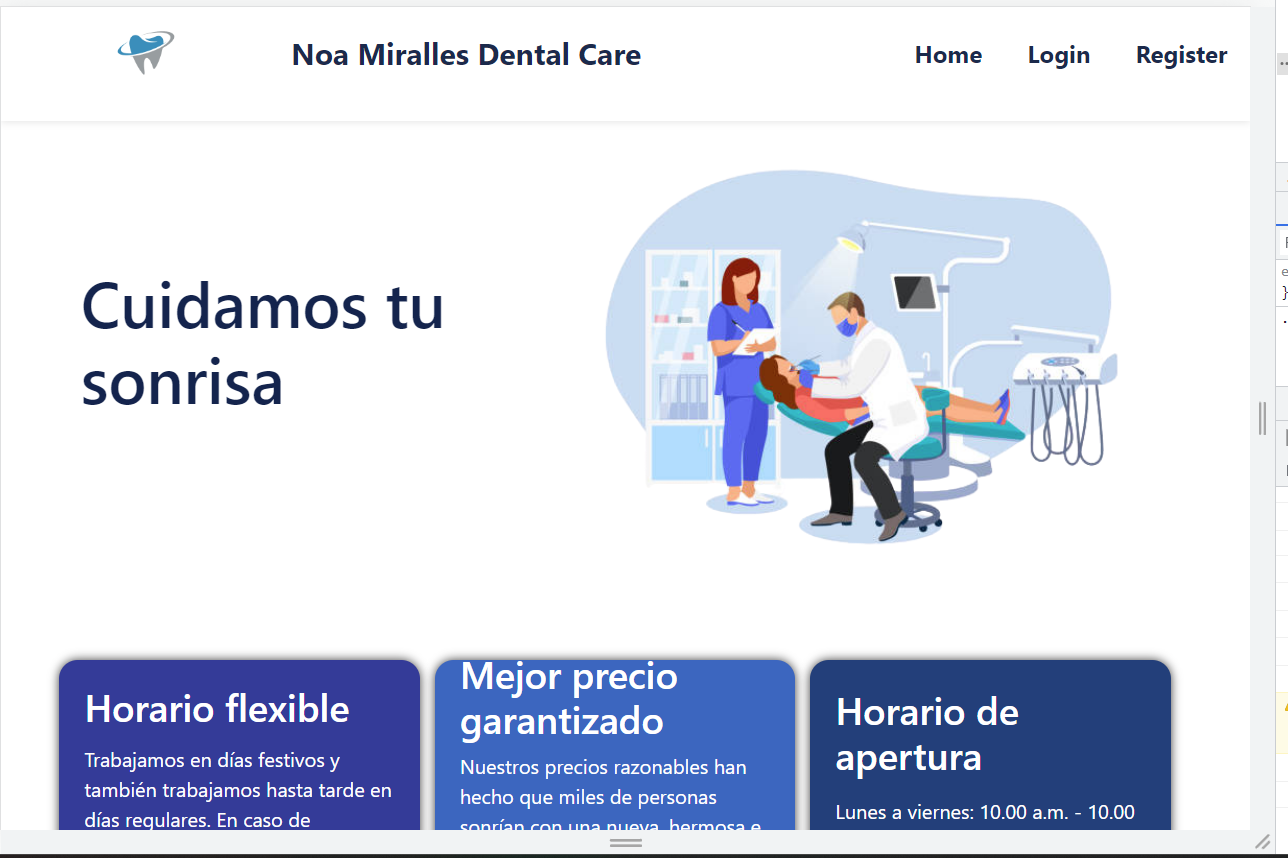 Noa Miralles Dental Care
Home
Login
Register
Cuidamos tu
sonrisa
Horario flexible
Trabajamos en días festivos y
también trabajamos hasta tarde en
días regulares. En caso de
Mejor precio
garantizado
Nuestros precios razonables han
hecho que miles de personas
sonrían con una nueva, hermosa e
Horario de
apertura
Lunes a viernes: 10.00 a.m. - 10.00